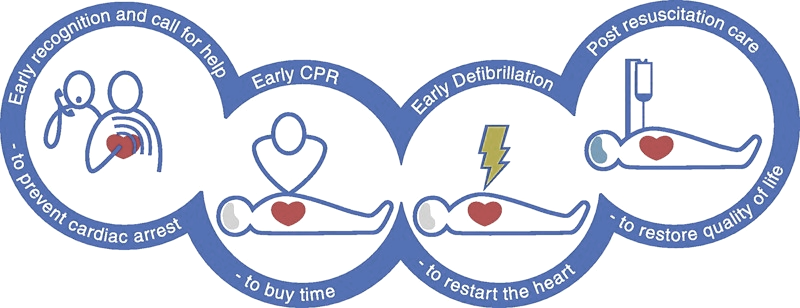 Early recognition and call for help
- to prevent cardiac arrest
Early CPR
- to buy time
Early Defibrillation
- to restart the heart
Post resuscitation care
- to restore quality of life